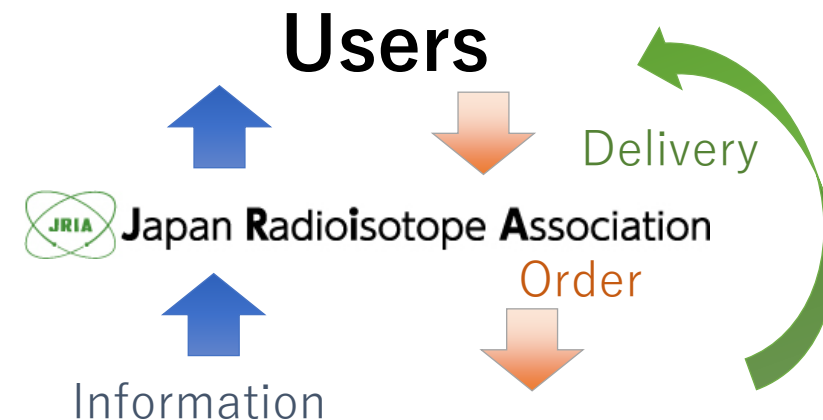 Users
Delivery
JRIA Japan Radioisotope Association
Order
Information